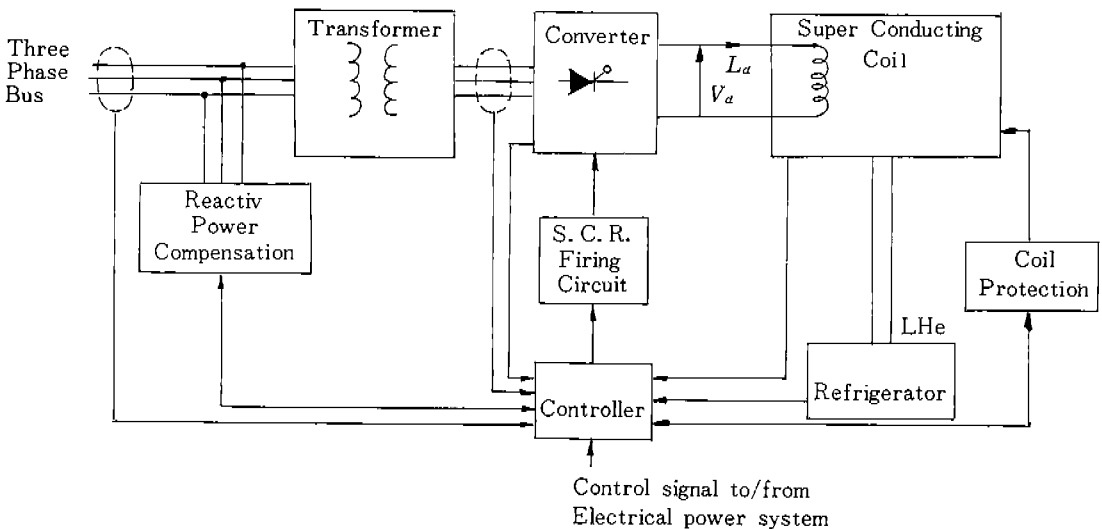 Three
Phase
Bus
Transformer
Converter
L_d
V_d
Super Conducting
Coil
Reactiv
Power
Compensation
S. C. R.
Firing
Circuit
Coil
Protection
LHe
Refrigerator
Controller
Control signal to/from
Electrical power system